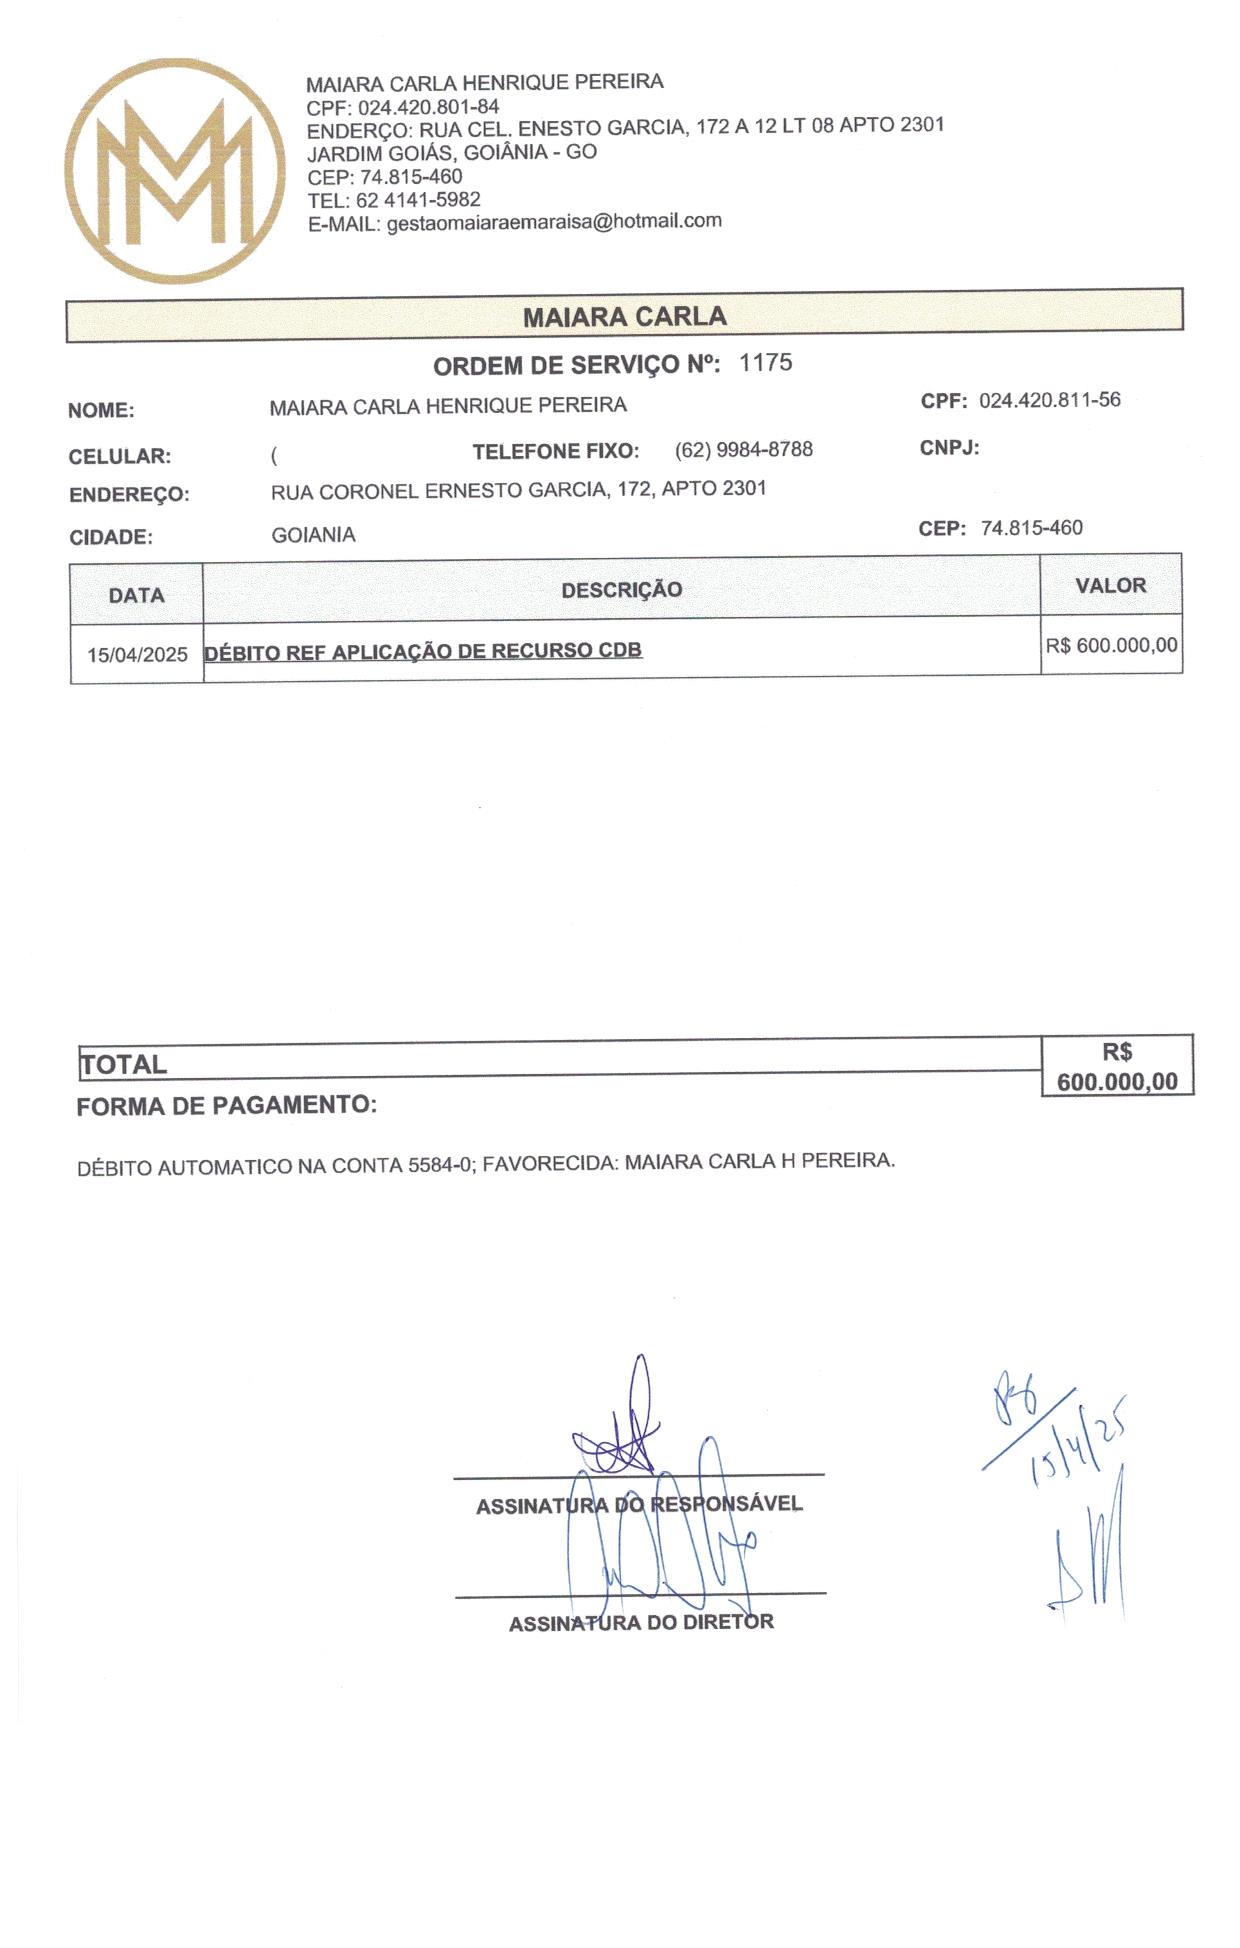 MAIARA CARLA HENRIQUE PEREIRA
CPF: 024.420.801-84
ENDERÇO: RUA CEL. ENESTO GARCIA, 172 A 12 LT 08 APTO 2301
JARDIM GOIÁS, GOIÂNIA - GO
CEP: 74.815-460
TEL: 62 4141-5982
E-MAIL: gestaomaiaraemaraisa@hotmail.com
MAIARA CARLA
ORDEM DE SERVIÇO Nº: 1175
NOME: MAIARA CARLA HENRIQUE PEREIRA CPF: 024.420.811-56
CELULAR: ( TELEFONE FIXO: (62) 9984-8788 CNPJ:
ENDEREÇO: RUA CORONEL ERNESTO GARCIA, 172, APTO 2301
CIDADE: GOIANIA CEP: 74.815-460
DATA DESCRIÇÃO VALOR
15/04/2025 DÉBITO REF APLICAÇÃO DE RECURSO CDB R$ 600.000,00
TOTAL R$ 600.000,00
FORMA DE PAGAMENTO:
DÉBITO AUTOMATICO NA CONTA 5584-0; FAVORECIDA: MAIARA CARLA H PEREIRA.
15/4/25
ASSINATURA DO RESPONSÁVEL
ASSINATURA DO DIRETOR